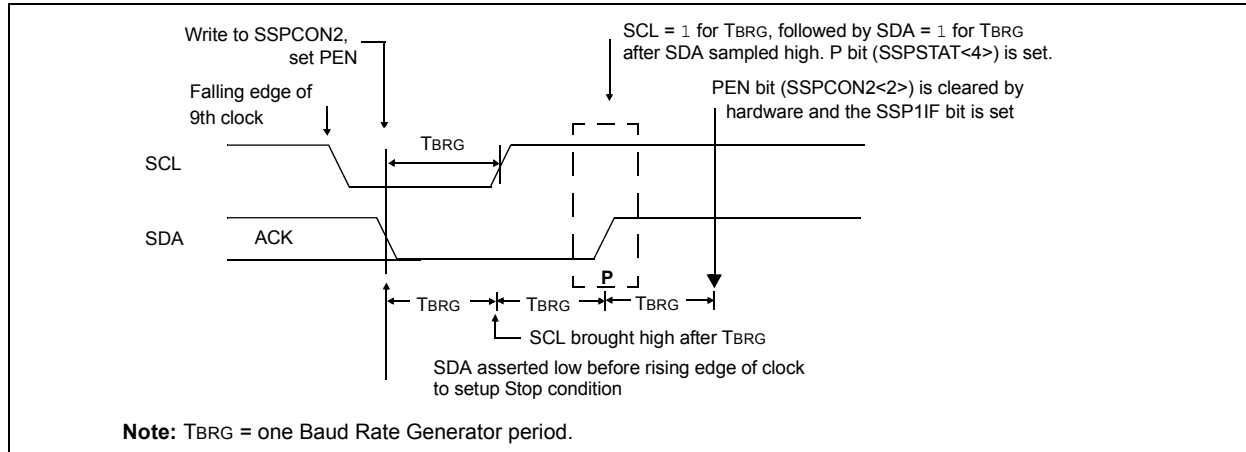 Write to SSPCON2,
set PEN
SCL = 1 for TBRG, followed by SDA = 1 for TBRG
after SDA sampled high. P bit (SSPSTAT<4>) is set.
Falling edge of
9th clock
PEN bit (SSPCON2<2>) is cleared by
hardware and the SSP1IF bit is set
TBRG
SCL
SDA
ACK
P
TBRG
TBRG
TBRG
SCL brought high after TBRG
SDA asserted low before rising edge of clock
to setup Stop condition
Note: TBRG = one Baud Rate Generator period.